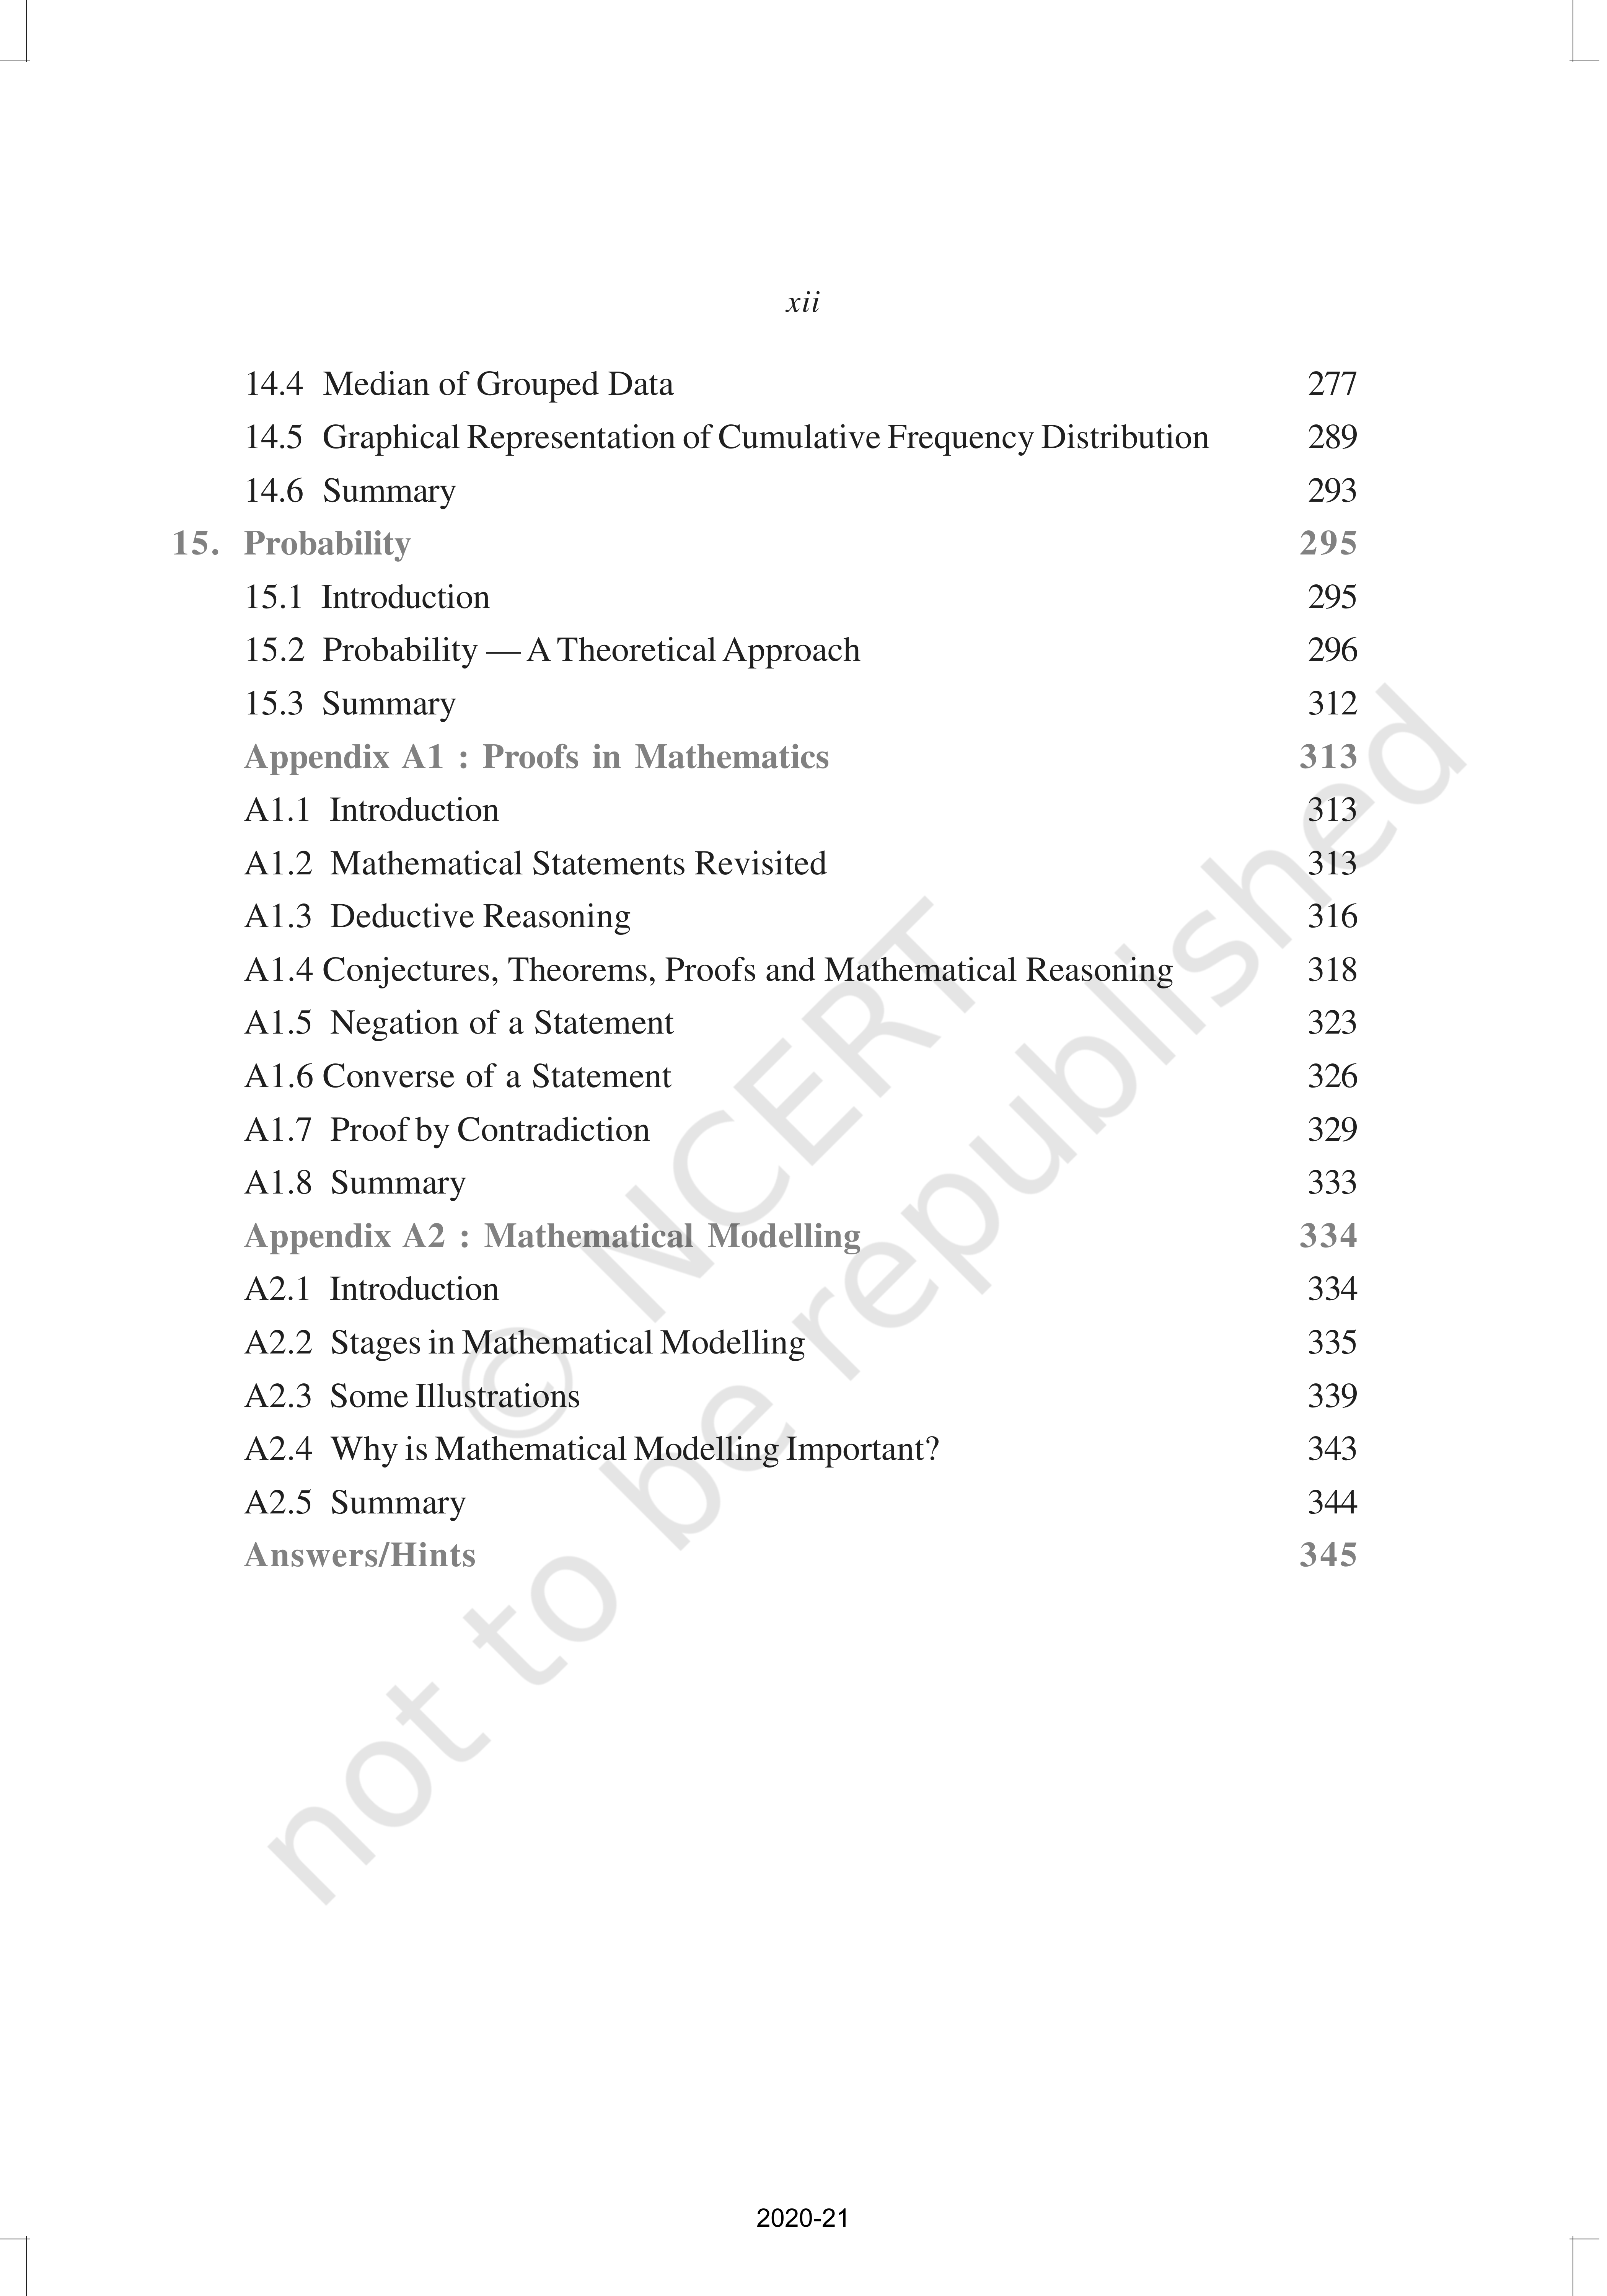 xii
14.4 Median of Grouped Data 277
14.5 Graphical Representation of Cumulative Frequency Distribution 289
14.6 Summary 293
15. Probability 295
15.1 Introduction 295
15.2 Probability — A Theoretical Approach 296
15.3 Summary 312
Appendix A1 : Proofs in Mathematics 313
A1.1 Introduction 313
A1.2 Mathematical Statements Revisited 313
A1.3 Deductive Reasoning 316
A1.4 Conjectures, Theorems, Proofs and Mathematical Reasoning 318
A1.5 Negation of a Statement 323
A1.6 Converse of a Statement 326
A1.7 Proof by Contradiction 329
A1.8 Summary 333
Appendix A2 : Mathematical Modelling 334
A2.1 Introduction 334
A2.2 Stages in Mathematical Modelling 335
A2.3 Some Illustrations 339
A2.4 Why is Mathematical Modelling Important? 343
A2.5 Summary 344
Answers/Hints 345
© NCERT
not to be republished
2020-21